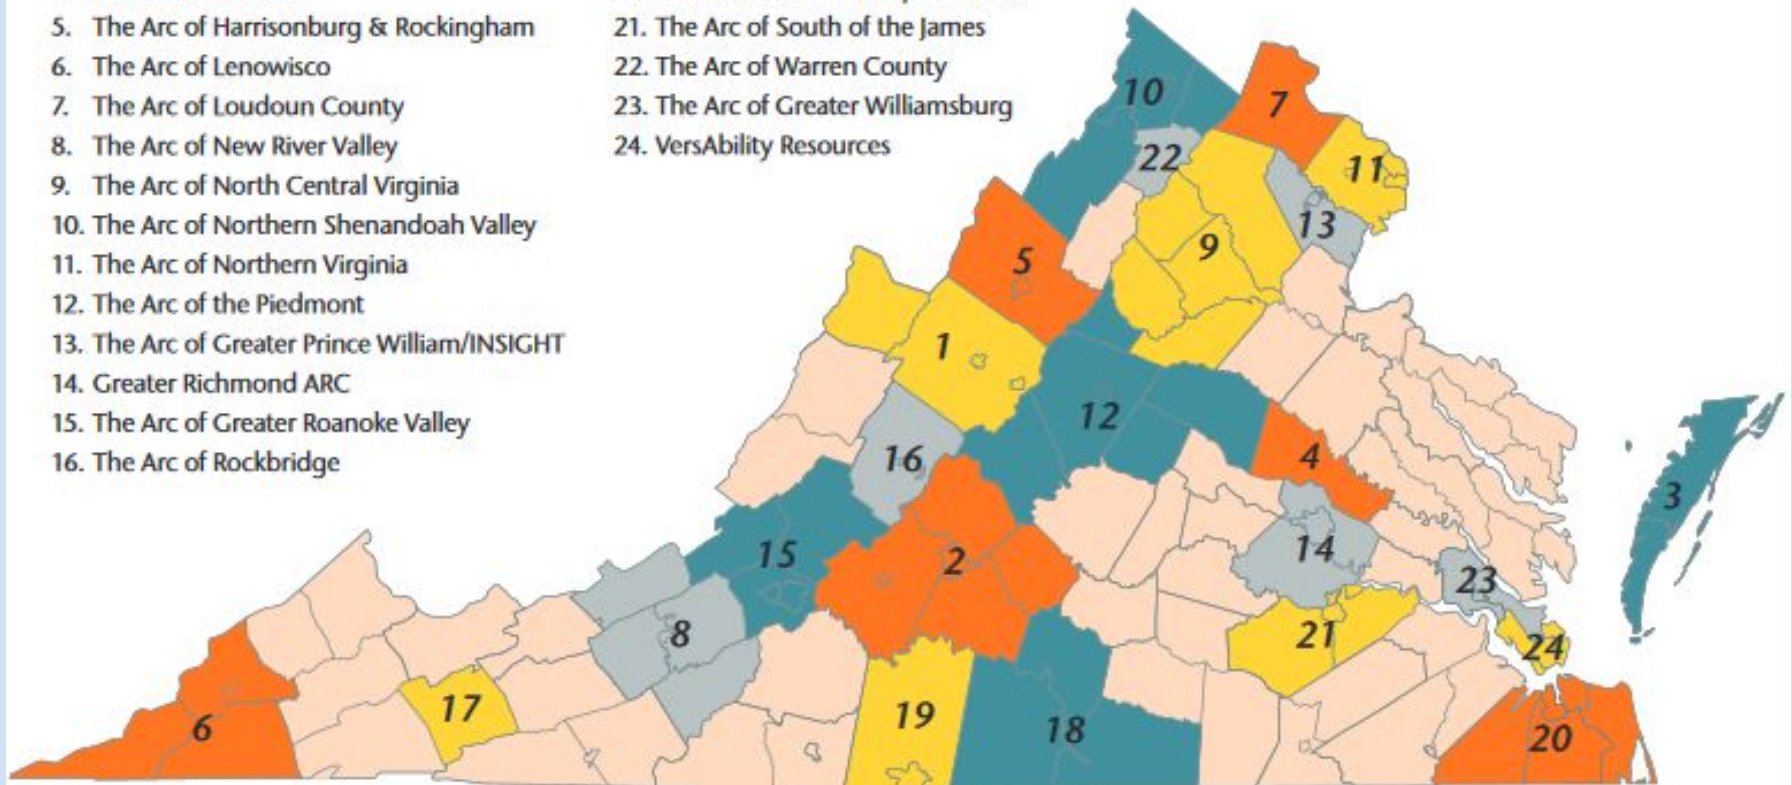 5. The Arc of Harrisonburg & Rockingham
6. The Arc of Lenowisco
7. The Arc of Loudoun County
8. The Arc of New River Valley
9. The Arc of North Central Virginia
10. The Arc of Northern Shenandoah Valley
11. The Arc of Northern Virginia
12. The Arc of the Piedmont
13. The Arc of Greater Prince William/INSIGHT
14. Greater Richmond ARC
15. The Arc of Greater Roanoke Valley
16. The Arc of Rockbridge
21. The Arc of South of the James
22. The Arc of Warren County
23. The Arc of Greater Williamsburg
24. VersAbility Resources
10
7
22
11
13
9
5
1
12
16
4
3
15
2
14
23
8
21
24
17
6
19
18
20